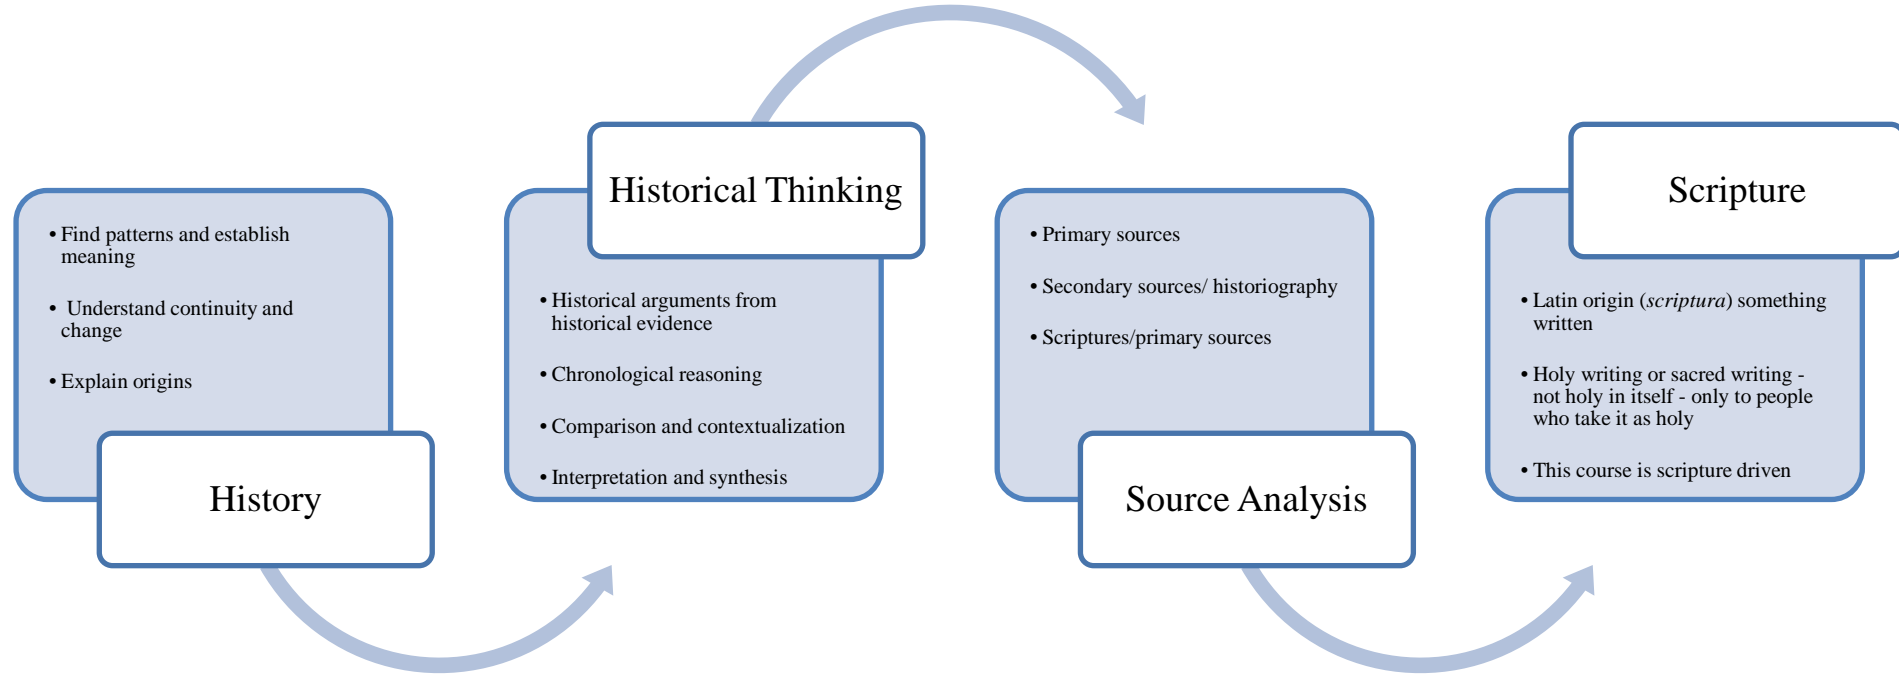 • Find patterns and establish
meaning
• Understand continuity and
change
• Explain origins
History
Historical Thinking
• Historical arguments from
historical evidence
• Chronological reasoning
• Comparison and contextualization
• Interpretation and synthesis
• Primary sources
• Secondary sources/ historiography
• Scriptures/primary sources
Source Analysis
Scripture
• Latin origin (scriptura) something
written
• Holy writing or sacred writing -
not holy in itself - only to people
who take it as holy
• This course is scripture driven